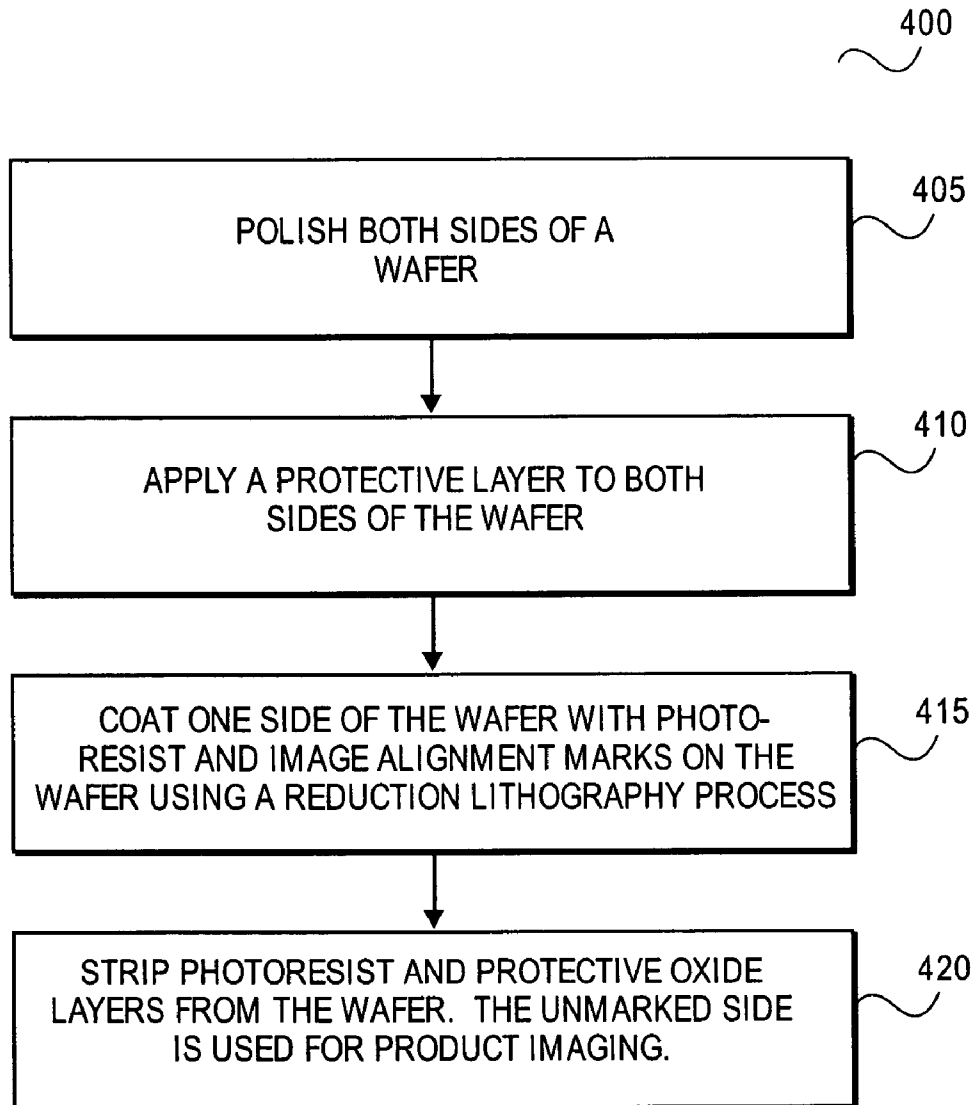 400
405
POLISH BOTH SIDES OF A
WAFER
410
APPLY A PROTECTIVE LAYER TO BOTH
SIDES OF THE WAFER
415
COAT ONE SIDE OF THE WAFER WITH PHOTO-
RESIST AND IMAGE ALIGNMENT MARKS ON THE
WAFER USING A REDUCTION LITHOGRAPHY PROCESS
420
STRIP PHOTORESIST AND PROTECTIVE OXIDE
LAYERS FROM THE WAFER. THE UNMARKED SIDE
IS USED FOR PRODUCT IMAGING.